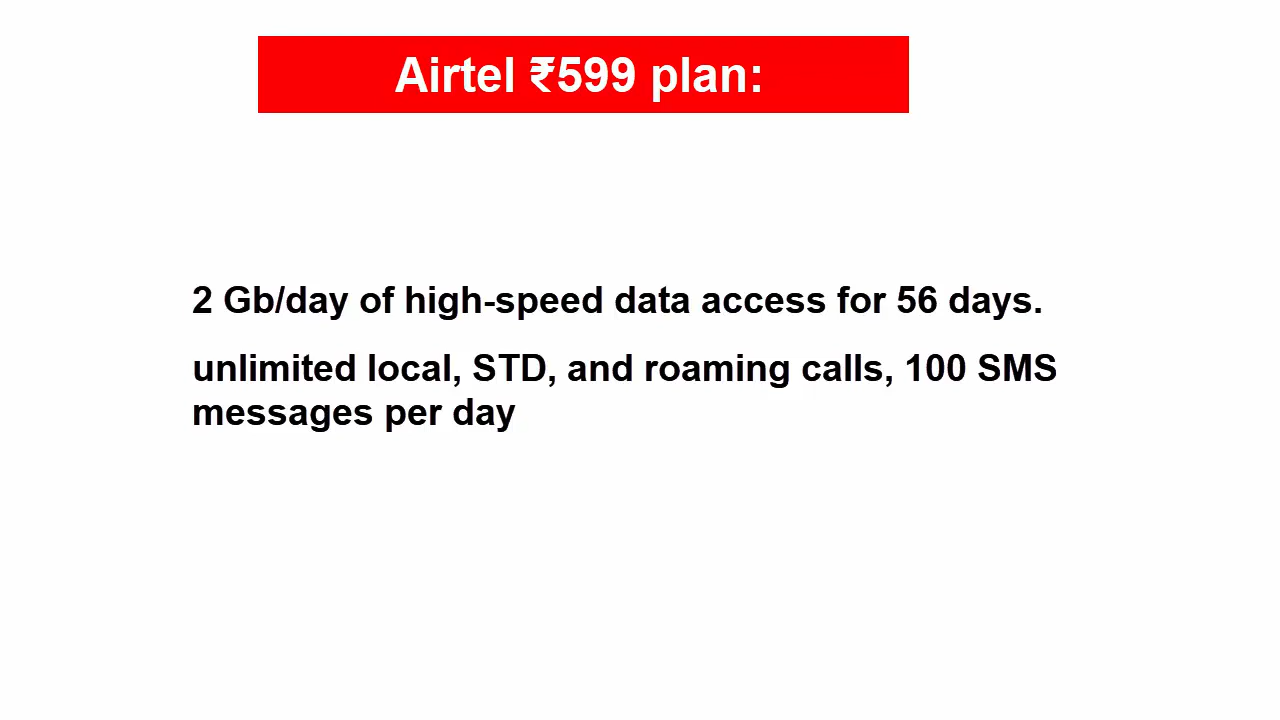 Airtel ₹599 plan:
2 Gb/day of high-speed data access for 56 days.
unlimited local, STD, and roaming calls, 100 SMS
messages per day